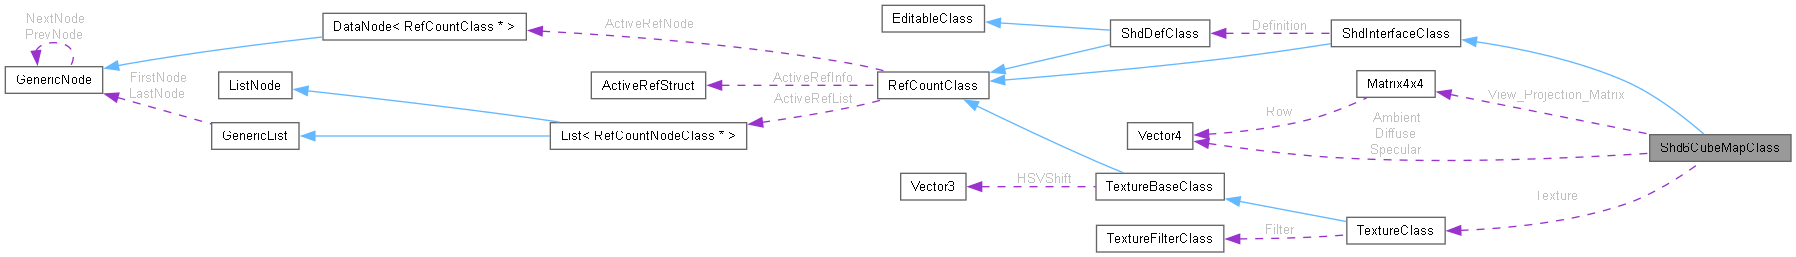 NextNode
PrevNode
GenericNode
FirstNode
LastNode
DataNode< RefCountClass * >
ListNode
GenericList
ActiveRefNode
ActiveRefStruct
List< RefCountNodeClass * >
ActiveRefInfo
ActiveRefList
EditableClass
RefCountClass
Vector3
HSVShift
ShdDefClass
TextureBaseClass
TextureFilterClass
Definition
Vector4
Row
Filter
ShdInterfaceClass
Matrix4x4
Ambient
Diffuse
Specular
TextureClass
View_Projection_Matrix
Texture
Shd6CubeMapClass